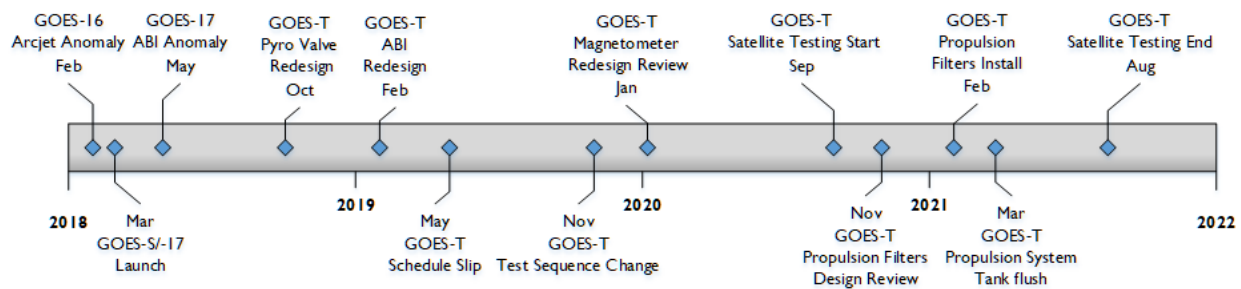 GOES-16
Arcjet Anomaly
Feb
GOES-17
ABI Anomaly
May
GOES-T
Pyro Valve
Redesign
Oct
GOES-T
ABI
Redesign
Feb
GOES-T
Magnetometer
Redesign Review
Jan
GOES-T
Satellite Testing Start
Sep
GOES-T
Propulsion
Filters Install
Feb
GOES-T
Satellite Testing End
Aug
2018
2019
2020
2021
2022
Mar
GOES-S/-17
Launch
May
GOES-T
Schedule Slip
Nov
GOES-T
Test Sequence Change
Nov
GOES-T
Propulsion Filters
Design Review
Mar
GOES-T
Propulsion System
Tank flush